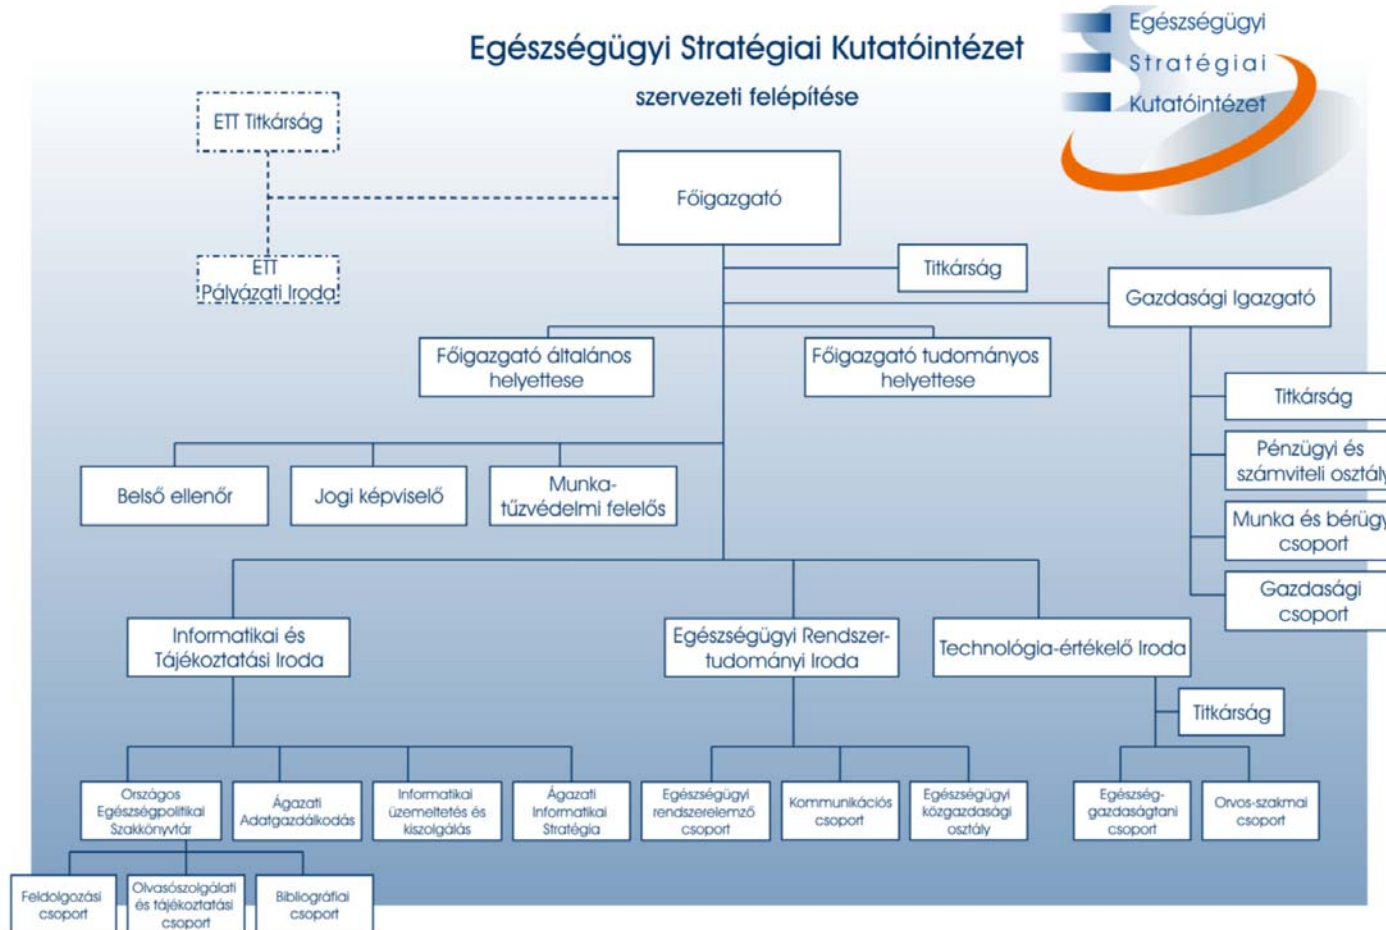 Egészségügyi Stratégiai Kutatóintézet
szervezeti felépítése
Egészségügyi
Stratégiai
Kutatóintézet
ETT Titkárság
Főigazgató
ETT
Pályázati Iroda
Titkárság
Gazdasági Igazgató
Főigazgató általános
helyettese
Főigazgató tudományos
helyettese
Titkárság
Pénzügyi és
számviteli osztály
Munka és bérügy
csoport
Gazdasági
csoport
Belső ellenőr
Jogi képviselő
Munka-
tűzvédelmi felelős
Informatikai és
Tájékoztatási Iroda
Egészségügyi Rendszer-
tudományi Iroda
Technológia-értékelő Iroda
Titkárság
Országos
Egészségpolitikai
Szakkönyvtár
Ágazati
Adatgazdálkodás
Informatikai
üzemeltetés és
kiszolgálás
Ágazati
Informatikai
Stratégia
Egészségügyi
rendszerelemző
csoport
Kommunikációs
csoport
Egészségügyi
közgazdasági
osztály
Egészség-
gazdaságtani
csoport
Orvos-szakmai
csoport
Feldolgozási
csoport
Olvasószolgálati
és tájékoztatási
csoport
Bibliográfiai
csoport